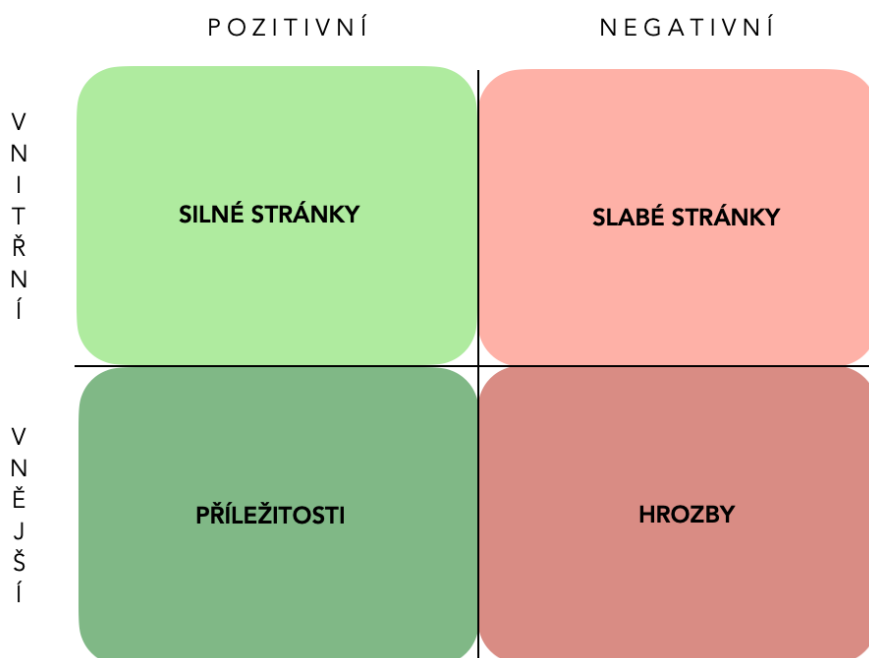 POZITIVNÍ
NEGATIVNÍ
VNITŘNÍ
SILNÉ STRÁNKY
SLABÉ STRÁNKY
VNĚJŠÍ
PŘÍLEŽITOSTI
HROZBY